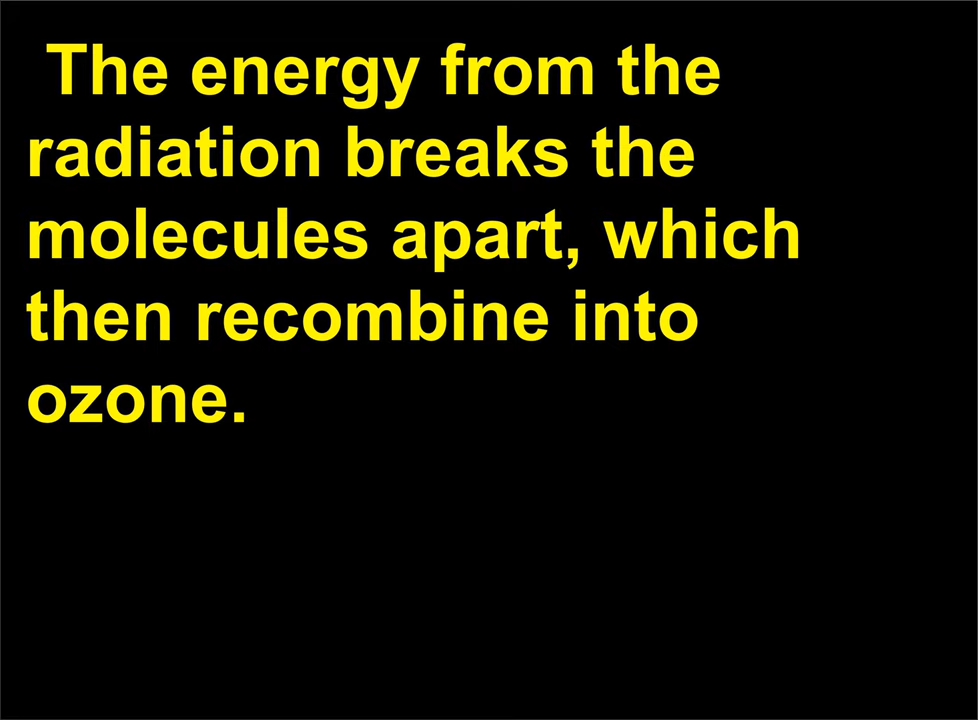 The energy from the
radiation breaks the
molecules apart, which
then recombine into
ozone.